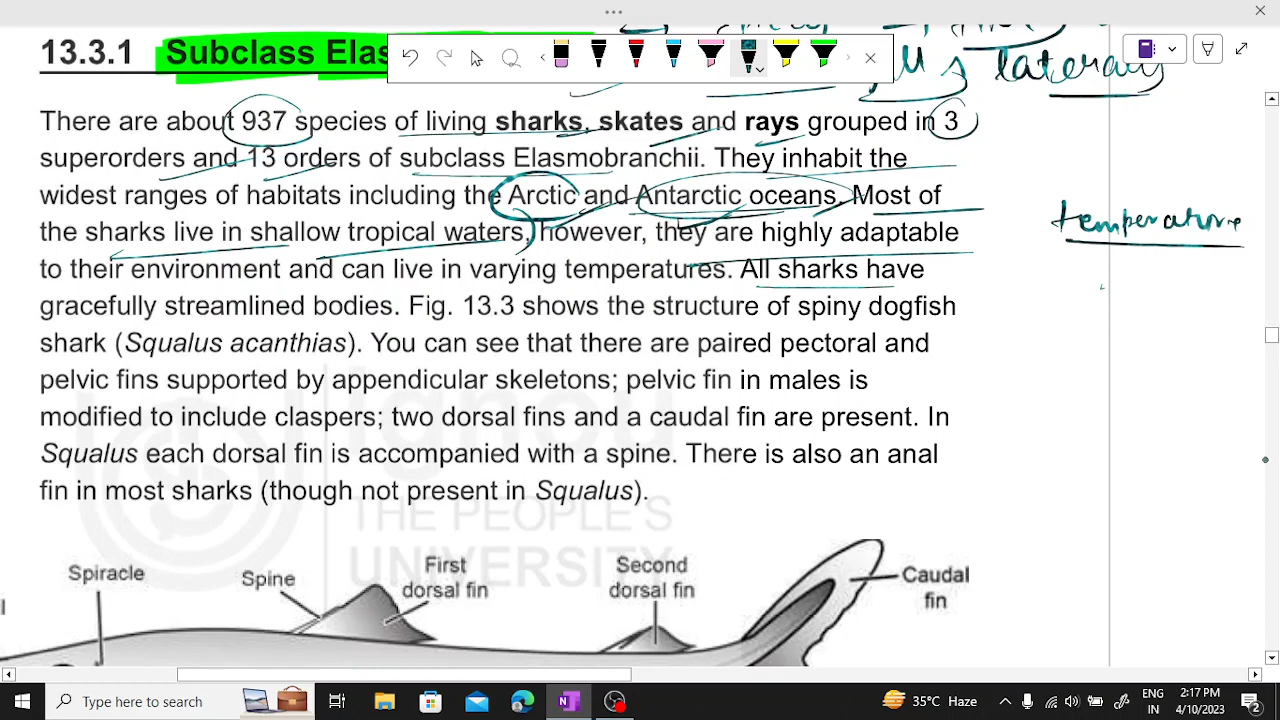 13.3.1 Subclass Elas
laterary
There are about 937 species of living sharks, skates and rays grouped in 3
superorders and 13 orders of subclass Elasmobranchii. They inhabit the
widest ranges of habitats including the Arctic and Antarctic oceans. Most of
the sharks live in shallow tropical waters, however, they are highly adaptable
temperature
to their environment and can live in varying temperatures. All sharks have
gracefully streamlined bodies. Fig. 13.3 shows the structure of spiny dogfish
shark (Squalus acanthias). You can see that there are paired pectoral and
pelvic fins supported by appendicular skeletons; pelvic fin in males is
modified to include claspers; two dorsal fins and a caudal fin are present. In
Squalus each dorsal fin is accompanied with a spine. There is also an anal
fin in most sharks (though not present in Squalus).
ignou
THE PEOPLE'S
UNIVERSITY
Spiracle
Spine
First
dorsal fin
Second
dorsal fin
Caudal
fin
Type here to search
35°C Haze
ENG
IN
2:17 PM
4/10/2023
2